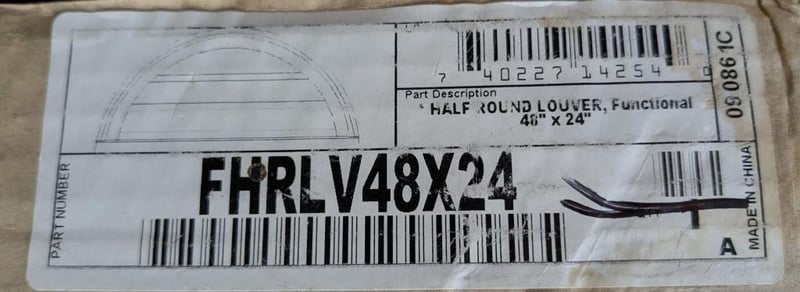 7 40227 14254 0
Part Description
* HALF ROUND LOUVER, Functional
48" x 24"
09 0861C
PART NUMBER
FHRLV48X24
MADE IN CHINA
A